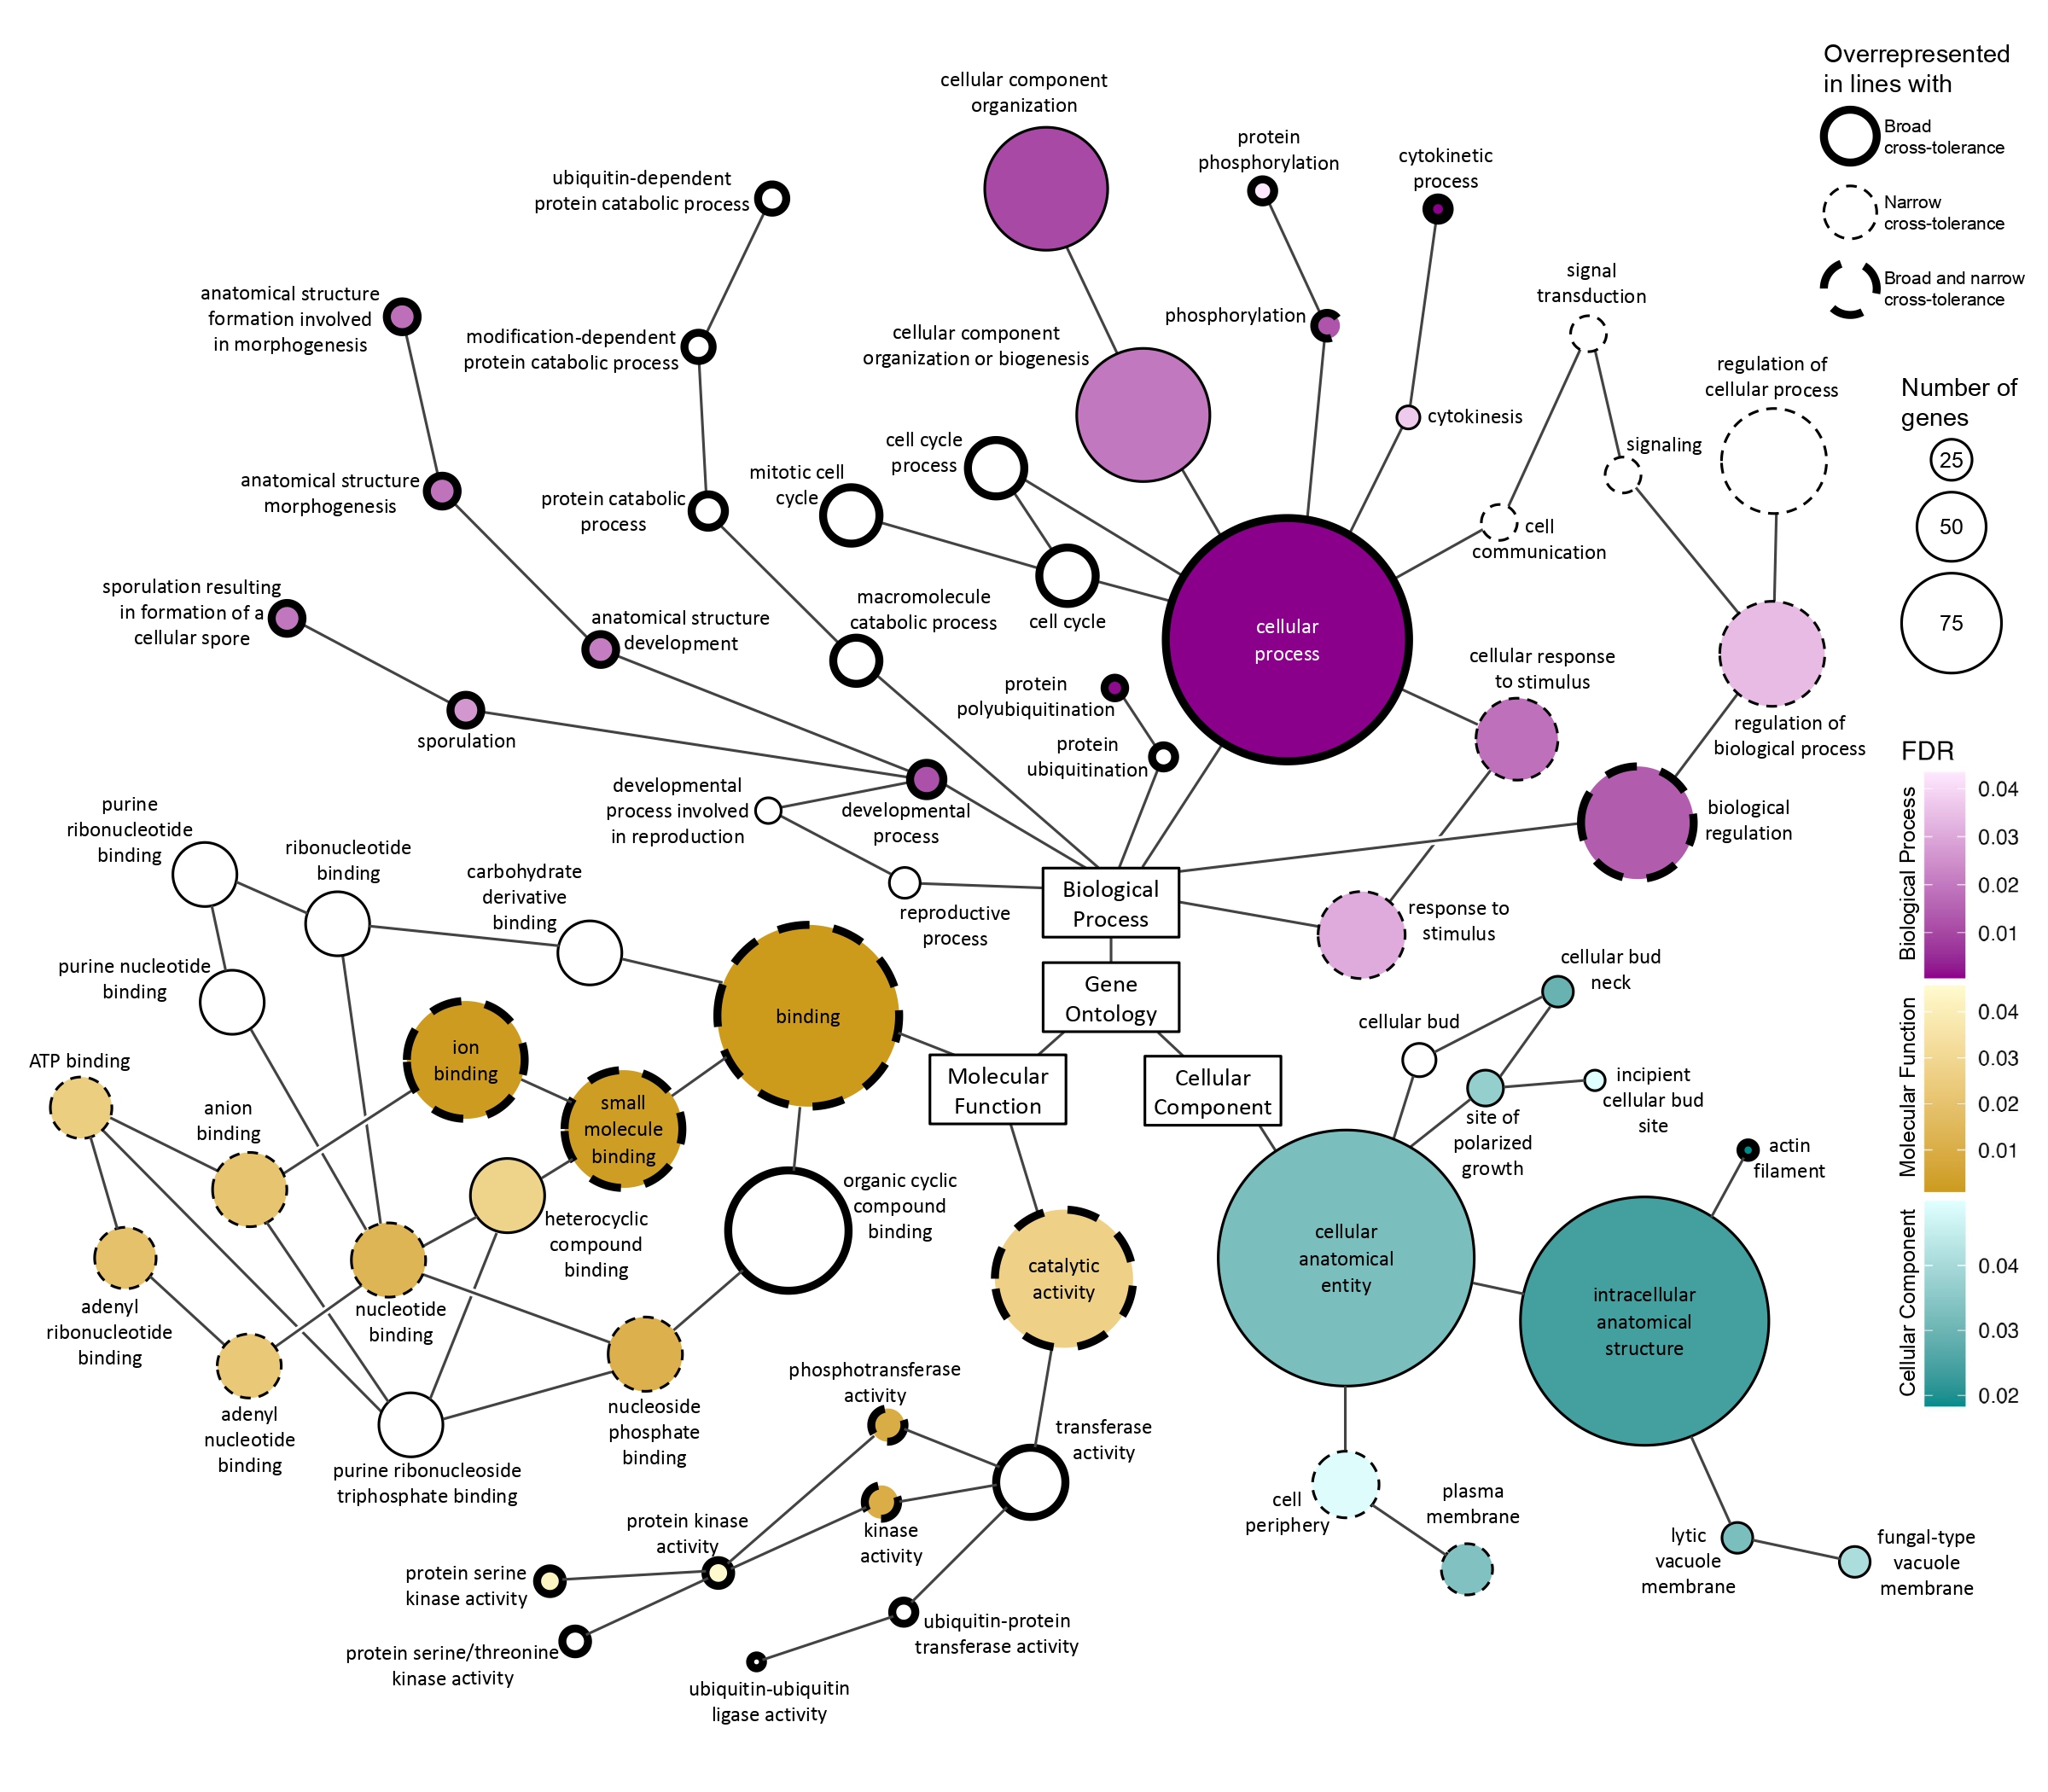 Overrepresented
in lines with
Broad
cross-tolerance
Narrow
cross-tolerance
Broad and narrow
cross-tolerance
Number of
genes
25
50
75
FDR
Biological Process
0.04
0.03
0.02
0.01
Molecular Function
0.04
0.03
0.02
0.01
Cellular Component
0.04
0.03
0.02
cellular component
organization
protein
phosphorylation
cytokinetic
process
ubiquitin-dependent
protein catabolic process
signal
transduction
anatomical structure
formation involved
in morphogenesis
modification-dependent
protein catabolic process
cellular component
organization or biogenesis
phosphorylation
regulation of
cellular process
cytokinesis
signaling
cell cycle
process
mitotic cell
cycle
anatomical structure
morphogenesis
protein catabolic
process
cell
communication
sporulation resulting
in formation of a
cellular spore
anatomical structure
development
macromolecule
catabolic process
cell cycle
cellular
process
cellular response
to stimulus
protein
polyubiquitination
regulation of
biological process
sporulation
protein
ubiquitination
developmental
process involved
in reproduction
developmental
process
biological
regulation
purine
ribonucleotide
binding
ribonucleotide
binding
carbohydrate
derivative
binding
reproductive
process
Biological
Process
response to
stimulus
purine nucleotide
binding
Gene
Ontology
cellular bud
neck
cellular bud
binding
ion
binding
ATP binding
Molecular
Function
Cellular
Component
incipient
cellular bud
site
site of
polarized
growth
actin
filament
anion
binding
small
molecule
binding
organic cyclic
compound
binding
heterocyclic
compound
binding
catalytic
activity
cellular
anatomical
entity
intracellular
anatomical
structure
adenyl
ribonucleotide
binding
nucleotide
binding
adenyl
nucleotide
binding
nucleoside
phosphate
binding
purine ribonucleoside
triphosphate binding
phosphotransferase
activity
transferase
activity
kinase
activity
protein kinase
activity
cell
periphery
plasma
membrane
lytic
vacuole
membrane
fungal-type
vacuole
membrane
protein serine
kinase activity
protein serine/threonine
kinase activity
ubiquitin-protein
transferase activity
ubiquitin-ubiquitin
ligase activity